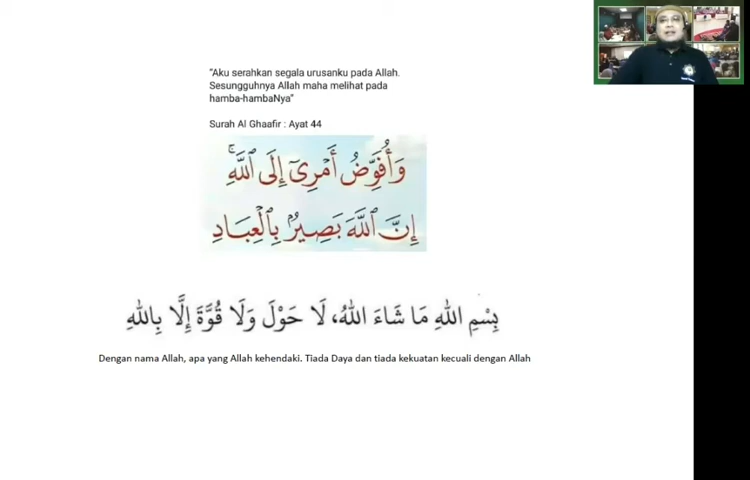 “Aku serahkan segala urusanku pada Allah.
Sesungguhnya Allah maha melihat pada
hamba-hambaNya”
Surah Al Ghaafir : Ayat 44
وَأُفَوِّضُ أَمْرِىٓ إِلَى ٱللَّهِۚ
إِنَّ ٱللَّهَ بَصِيرٌۢ بِٱلْعِبَادِ
بِسْمِ اللهِ مَا شَاءَ اللهُ، لَا حَوْلَ وَلَا قُوَّةَ إِلَّا بِاللهِ
Dengan nama Allah, apa yang Allah kehendaki. Tiada Daya dan tiada kekuatan kecuali dengan Allah